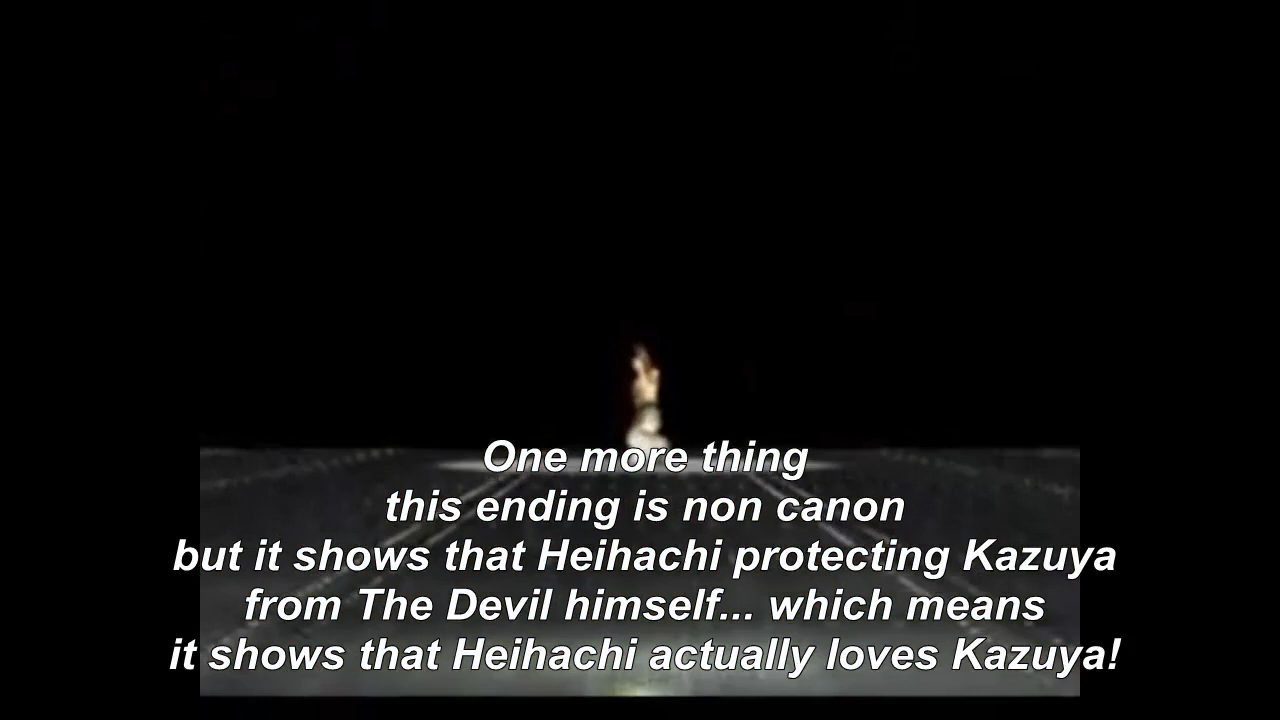 One more thing
this ending is non canon
but it shows that Heihachi protecting Kazuya
from The Devil himself... which means
it shows that Heihachi actually loves Kazuya!